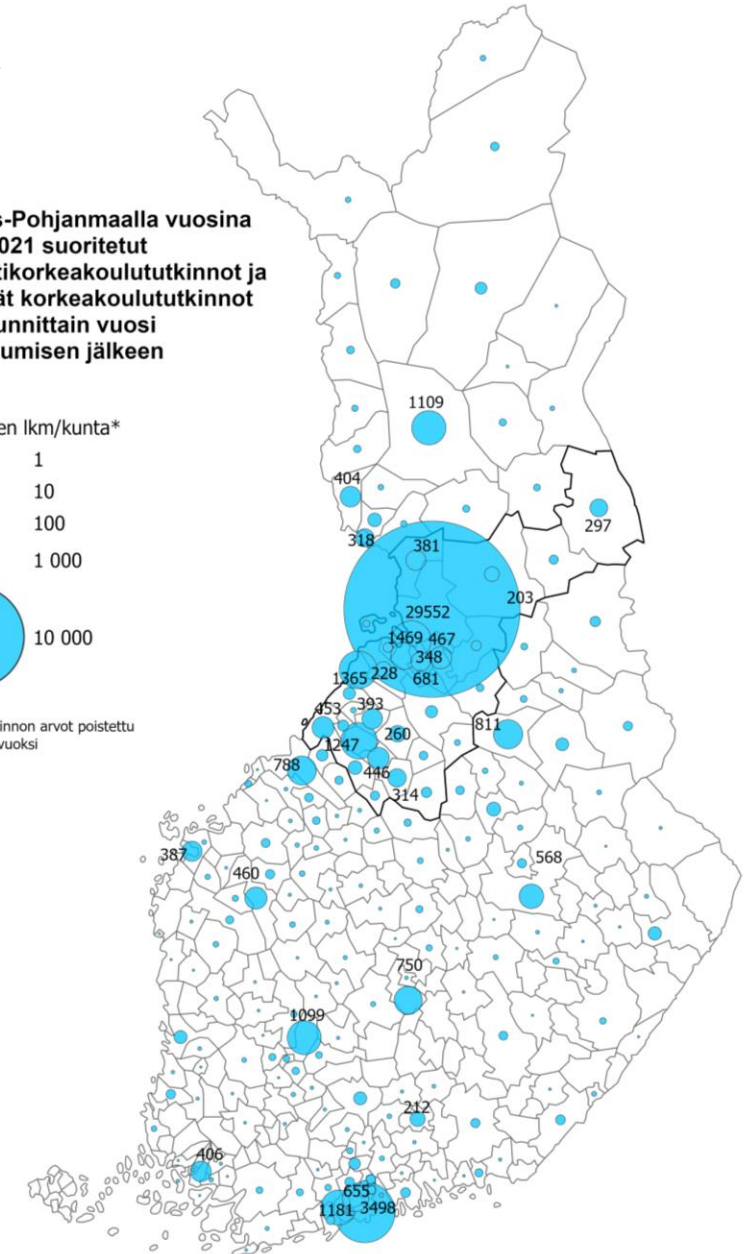 s-Pohjanmaalla vuosina
021 suoritetut
tikorkeakoulututkinnot ja
ät korkeakoulututkinnot
unnittain vuosi
tumisen jälkeen
en lkm/kunta*
1
10
100
1 000
10 000
innon arvot poistettu
vuoksi
1109
404
297
318
381
203
29552
1469 467
348
1365 228 681
453 393
811
1247 260
788
446
314
387
568
460
750
1099
212
406
655
1181 3498